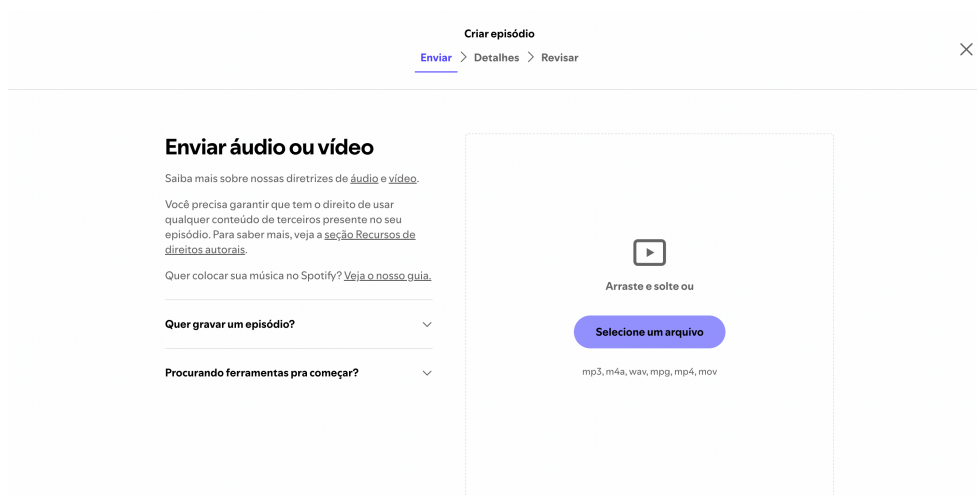 Criar episódio
Enviar
Detalhes
Revisar
Enviar áudio ou vídeo
Saiba mais sobre nossas diretrizes de áudio e vídeo.
Você precisa garantir que tem o direito de usar
qualquer conteúdo de terceiros presente no seu
episódio. Para saber mais, veja a seção Recursos de
direitos autorais.
Quer colocar sua música no Spotify? Veja o nosso guia.
Quer gravar um episódio?
Procurando ferramentas pra começar?
Arraste e solte ou
Selecione um arquivo
mp3, m4a, wav, mpg, mp4, mov